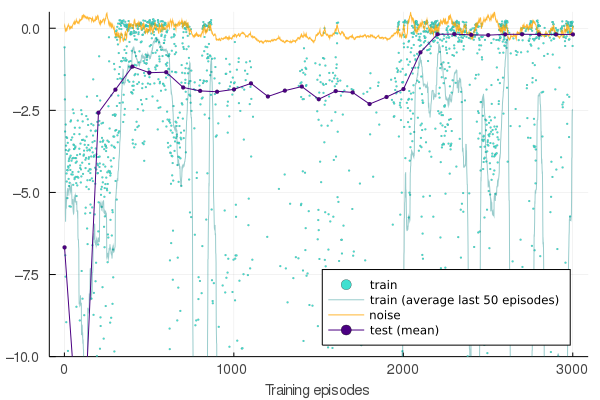 0.0
−2.5
−5.0
−7.5
−10.0
train
train (average last 50 episodes)
noise
test (mean)
0
1000
2000
3000
Training episodes